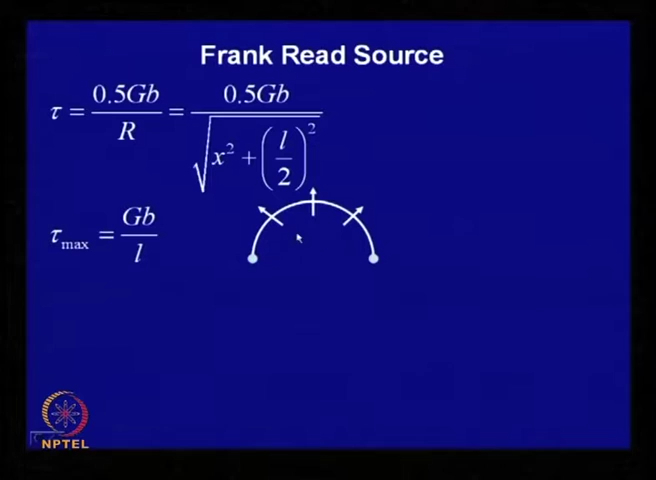 Frank Read Source
τ = 0.5Gb / R = 0.5Gb / √(x² + (l/2)²)
τmax = Gb / l
NPTEL